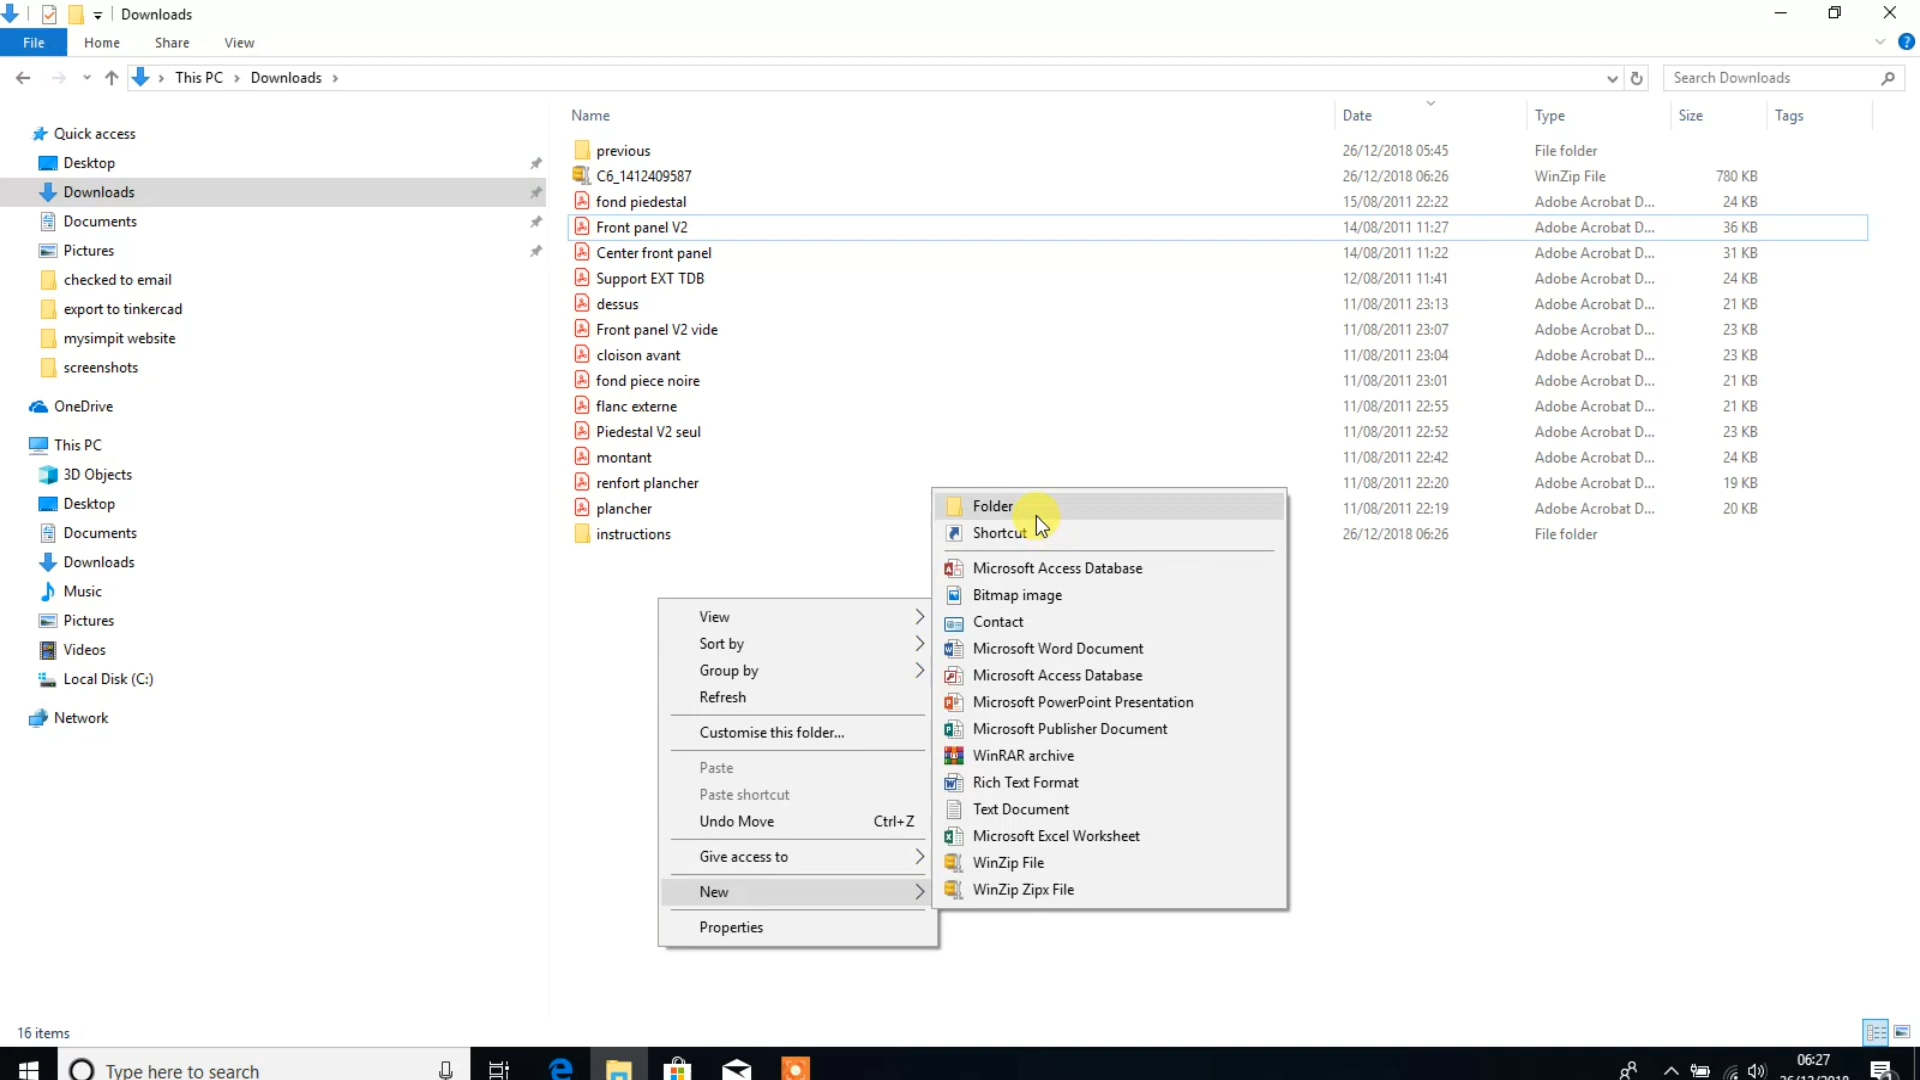 Downloads
File Home Share View
This PC Downloads
Search Downloads
Name Date Type Size Tags
Quick access
Desktop
Downloads
Documents
Pictures
checked to email
export to tinkercad
mysimpit website
screenshots
OneDrive
This PC
3D Objects
Desktop
Documents
Downloads
Music
Pictures
Videos
Local Disk (C:)
Network
previous 26/12/2018 05:45 File folder
C6_1412409587 26/12/2018 06:26 WinZip File 780 KB
fond piedestal 15/08/2011 22:22 Adobe Acrobat D... 24 KB
Front panel V2 14/08/2011 11:27 Adobe Acrobat D... 36 KB
Center front panel 14/08/2011 11:22 Adobe Acrobat D... 31 KB
Support EXT TDB 12/08/2011 11:41 Adobe Acrobat D... 24 KB
dessus 11/08/2011 23:13 Adobe Acrobat D... 21 KB
Front panel V2 vide 11/08/2011 23:07 Adobe Acrobat D... 23 KB
cloison avant 11/08/2011 23:04 Adobe Acrobat D... 23 KB
fond piece noire 11/08/2011 23:01 Adobe Acrobat D... 21 KB
flanc externe 11/08/2011 22:55 Adobe Acrobat D... 21 KB
Piedestal V2 seul 11/08/2011 22:52 Adobe Acrobat D... 23 KB
montant 11/08/2011 22:42 Adobe Acrobat D... 24 KB
renfort plancher 11/08/2011 22:20 Adobe Acrobat D... 19 KB
plancher 11/08/2011 22:19 Adobe Acrobat D... 20 KB
instructions 26/12/2018 06:26 File folder
View
Sort by
Group by
Refresh
Customise this folder...
Paste
Paste shortcut
Undo Move Ctrl+Z
Give access to
New
Properties
Folder
Shortcut
Microsoft Access Database
Bitmap image
Contact
Microsoft Word Document
Microsoft Access Database
Microsoft PowerPoint Presentation
Microsoft Publisher Document
WinRAR archive
Rich Text Format
Text Document
Microsoft Excel Worksheet
WinZip File
WinZip Zipx File
16 items
Type here to search
06:27